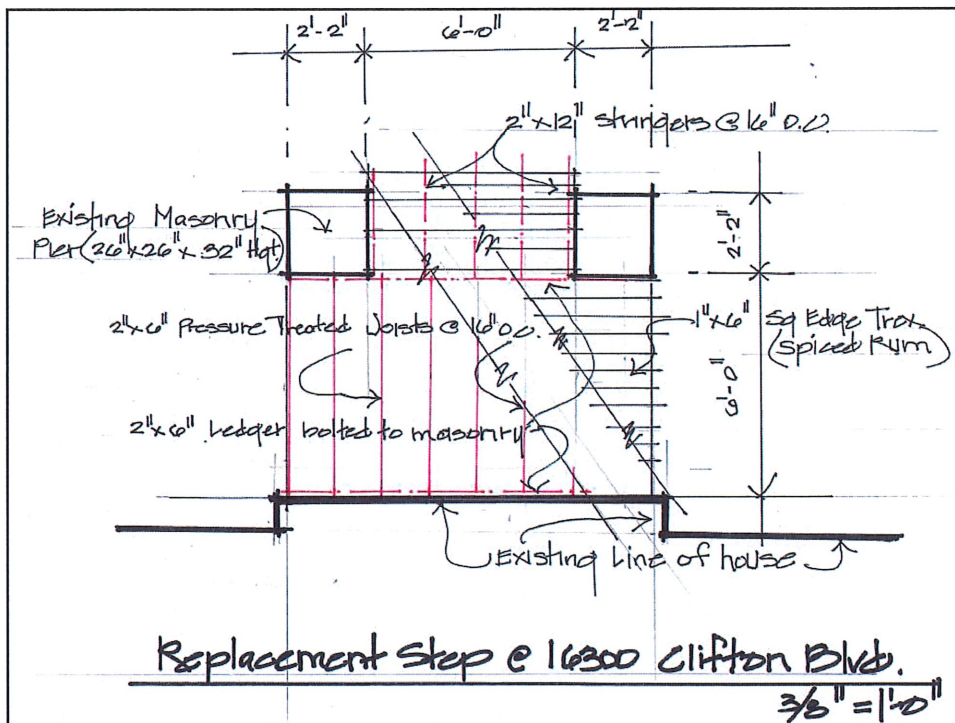 2'-2" 6'-0" 2'-2"
2"x12" Stringers @ 16" O.C.
Existing Masonry
Pier (26"x26"x32" Hgt.)
2'-2"
2"x6" Pressure Treated Joists @ 16" O.C.
1"x6" Sq Edge Trex
(Spiced Rum)
6'-0"
2"x6" Ledger bolted to masonry
Existing Line of house
Replacement Step @ 16300 Clifton Blvd.
3/8" = 1'-0"